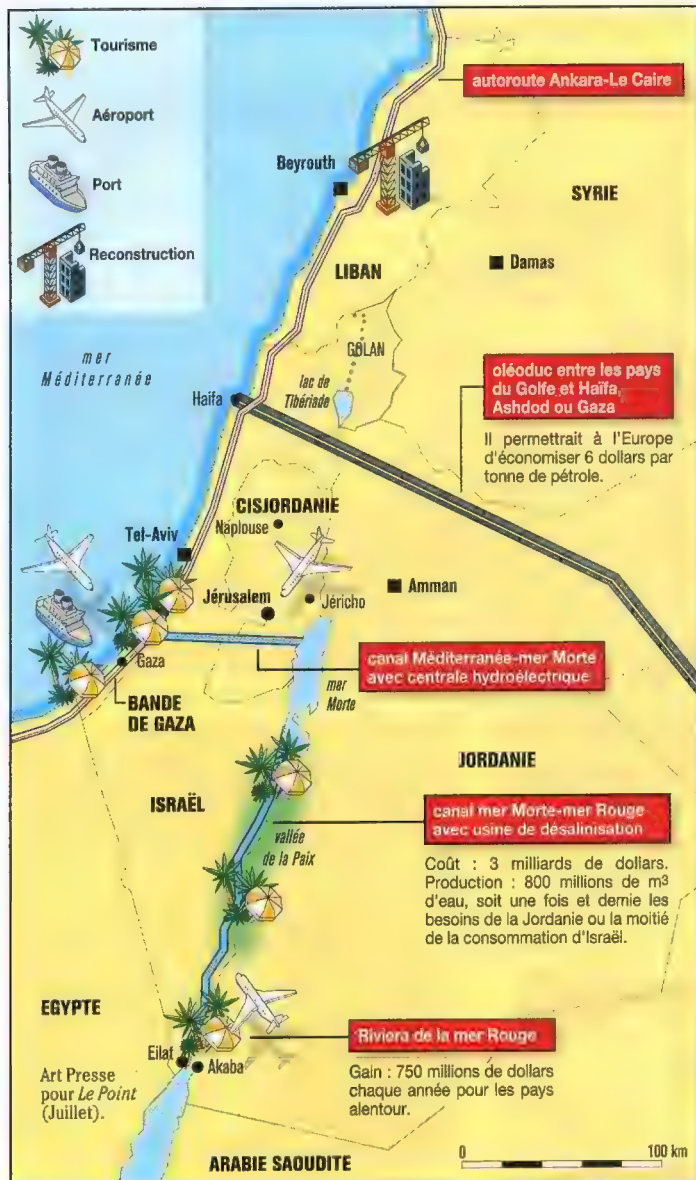 Tourisme
Aéroport
Port
Reconstruction
autoroute Ankara-Le Caire
Beyrouth
SYRIE
LIBAN
Damas
GOLAN
mer
Méditerranée
lac de
Tibériade
Haïfa
oléoduc entre les pays
du Golfe et Haïfa,
Ashdod ou Gaza
Il permettrait à l'Europe
d'économiser 6 dollars par
tonne de pétrole.
CISJORDANIE
Naplouse
Tel-Aviv
Jérusalem
Jéricho
Amman
Gaza
canal Méditerranée-mer Morte
avec centrale hydroélectrique
mer
Morte
BANDE
DE GAZA
JORDANIE
ISRAËL
canal mer Morte-mer Rouge
avec usine de désalinisation
vallée
de la Paix
Coût : 3 milliards de dollars.
Production : 800 millions de m³
d'eau, soit une fois et demie les
besoins de la Jordanie ou la moitié
de la consommation d'Israël.
EGYPTE
Riviera de la mer Rouge
Eilat
Akaba
Gain : 750 millions de dollars
chaque année pour les pays
alentour.
Art Presse
pour Le Point
(Juillet).
ARABIE SAOUDITE
0 100 km